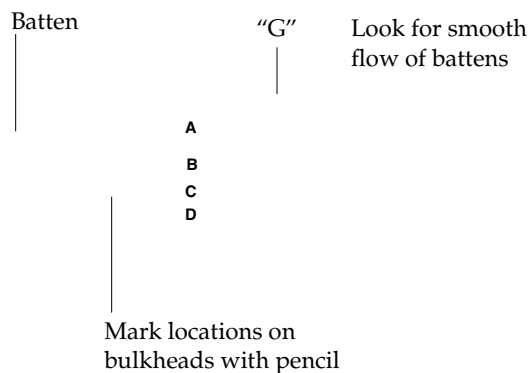 Batten
“G”
Look for smooth
flow of battens
A
B
C
D
Mark locations on
bulkheads with pencil